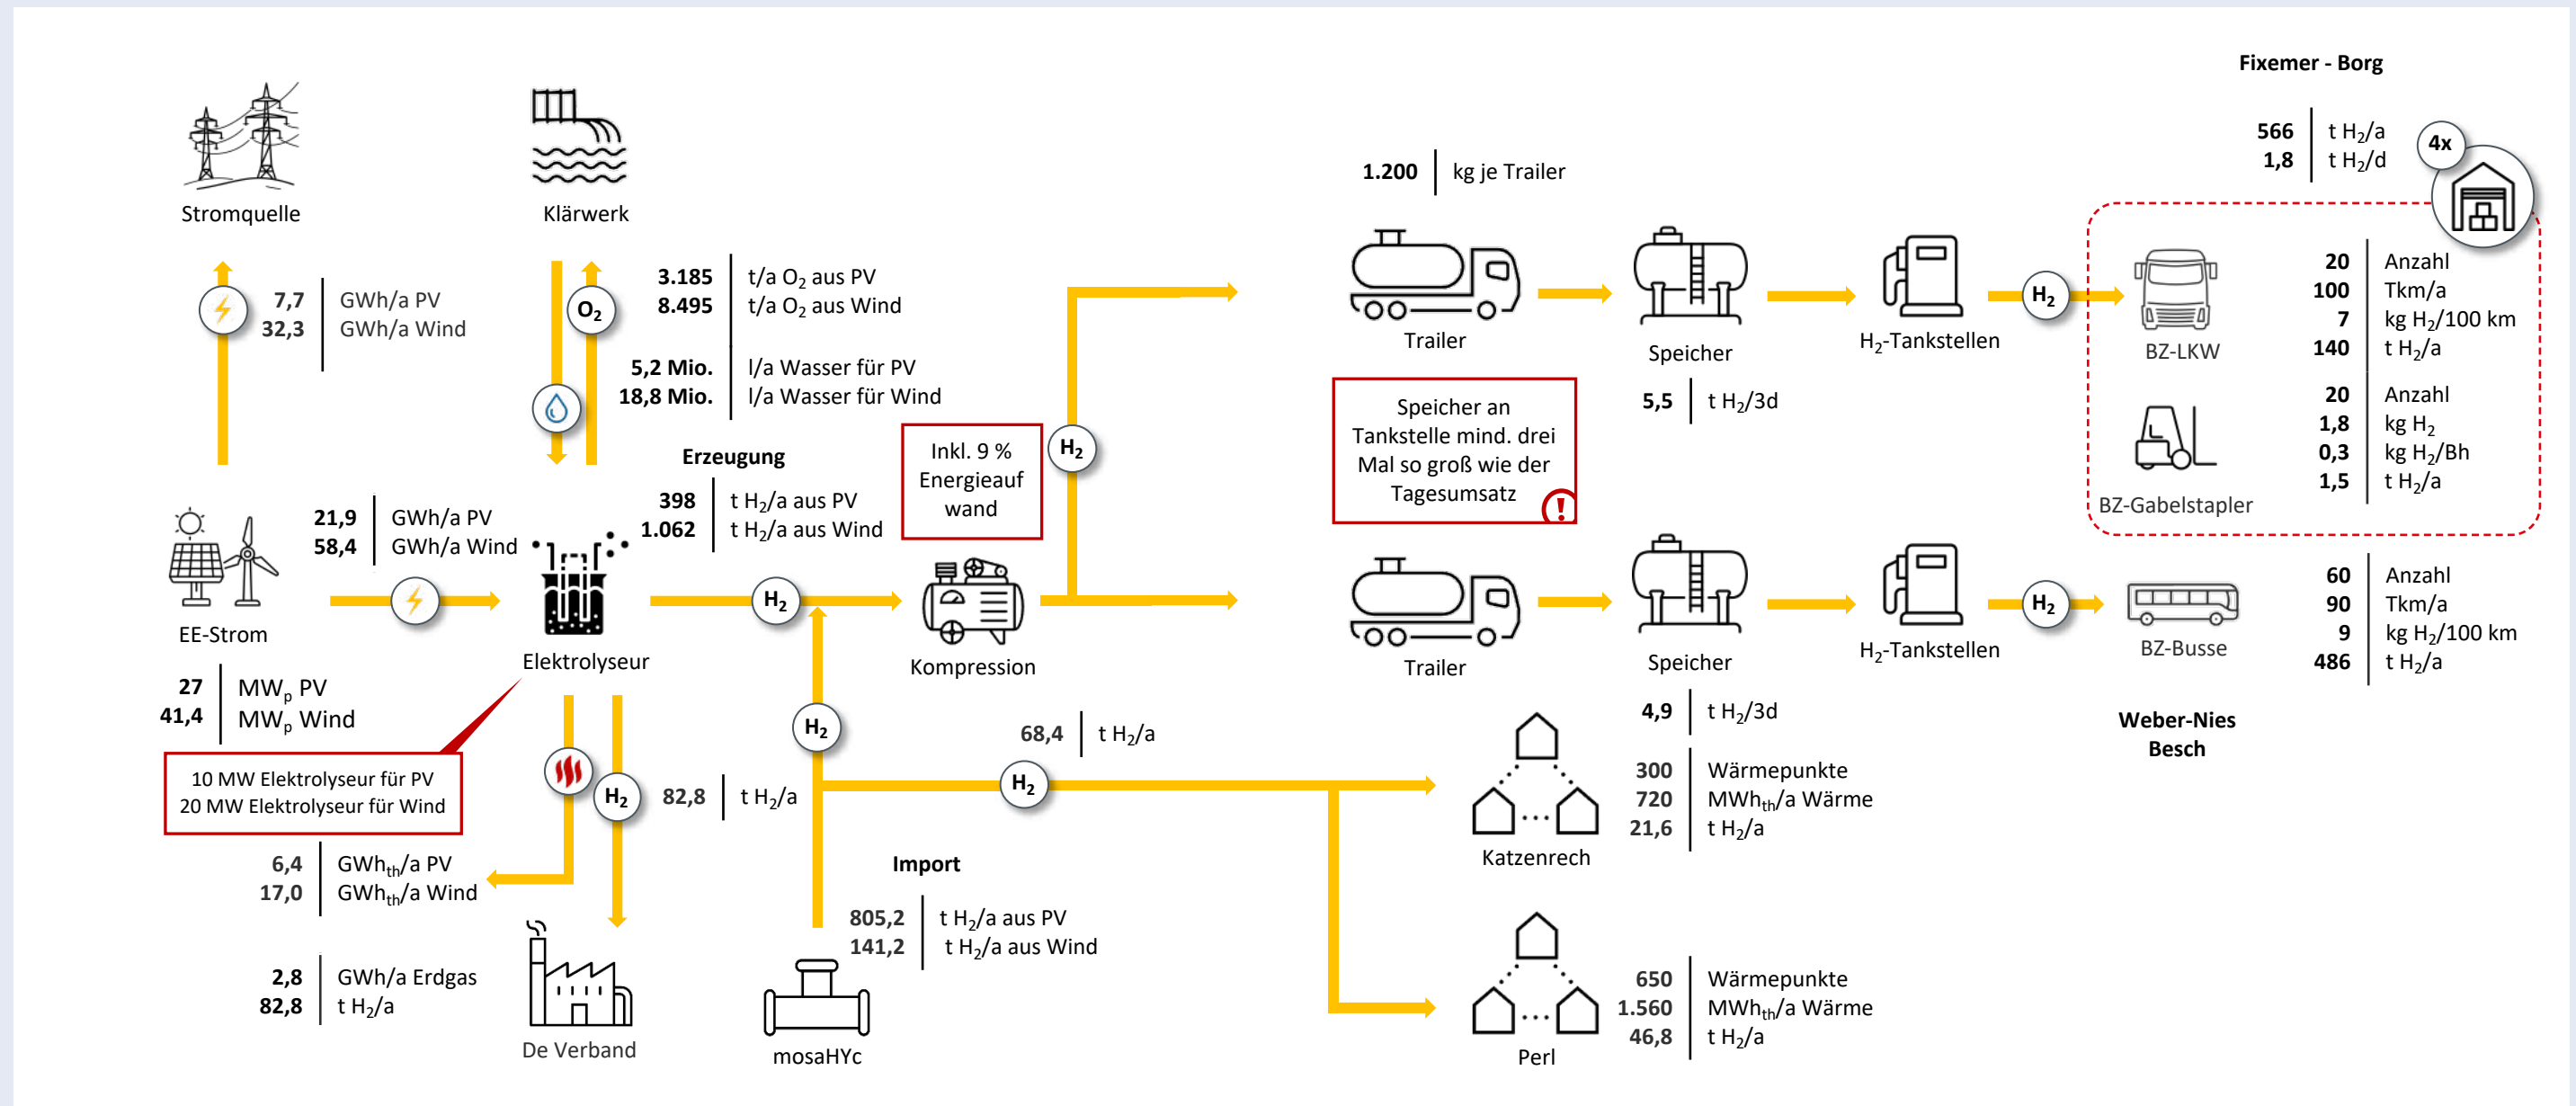 Fixemer - Borg
566 t H₂/a
1,8 t H₂/d
4x
Stromquelle
7,7 GWh/a PV
32,3 GWh/a Wind
Klärwerk
O₂
3.185 t/a O₂ aus PV
8.495 t/a O₂ aus Wind
5,2 Mio. l/a Wasser für PV
18,8 Mio. l/a Wasser für Wind
1.200 kg je Trailer
Trailer
Speicher
5,5 t H₂/3d
H₂-Tankstellen
H₂
BZ-LKW
20 Anzahl
100 Tkm/a
7 kg H₂/100 km
140 t H₂/a
BZ-Gabelstapler
20 Anzahl
1,8 kg H₂
0,3 kg H₂/Bh
1,5 t H₂/a
Speicher an
Tankstelle mind. drei
Mal so groß wie der
Tagesumsatz
!
Inkl. 9 %
Energieauf
wand
H₂
EE-Strom
27 MWₚ PV
41,4 MWₚ Wind
21,9 GWh/a PV
58,4 GWh/a Wind
Elektrolyseur
Erzeugung
398 t H₂/a aus PV
1.062 t H₂/a aus Wind
H₂
Kompression
Trailer
Speicher
4,9 t H₂/3d
H₂-Tankstellen
H₂
BZ-Busse
60 Anzahl
90 Tkm/a
9 kg H₂/100 km
486 t H₂/a
Weber-Nies
Besch
10 MW Elektrolyseur für PV
20 MW Elektrolyseur für Wind
H₂
82,8 t H₂/a
6,4 GWhₜₕ/a PV
17,0 GWhₜₕ/a Wind
2,8 GWh/a Erdgas
82,8 t H₂/a
De Verband
H₂
Import
805,2 t H₂/a aus PV
141,2 t H₂/a aus Wind
mosaHYc
68,4 t H₂/a
H₂
Katzenrech
300 Wärmepunkte
720 MWhₜₕ/a Wärme
21,6 t H₂/a
Perl
650 Wärmepunkte
1.560 MWhₜₕ/a Wärme
46,8 t H₂/a